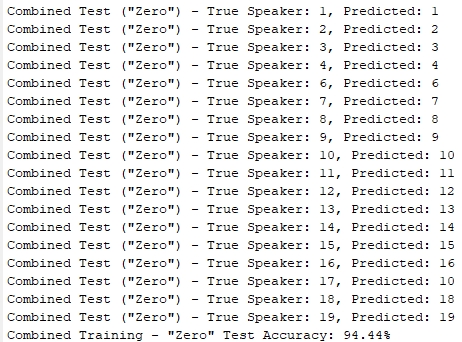 Combined Test ("Zero") - True Speaker: 1, Predicted: 1
Combined Test ("Zero") - True Speaker: 2, Predicted: 2
Combined Test ("Zero") - True Speaker: 3, Predicted: 3
Combined Test ("Zero") - True Speaker: 4, Predicted: 4
Combined Test ("Zero") - True Speaker: 6, Predicted: 6
Combined Test ("Zero") - True Speaker: 7, Predicted: 7
Combined Test ("Zero") - True Speaker: 8, Predicted: 8
Combined Test ("Zero") - True Speaker: 9, Predicted: 9
Combined Test ("Zero") - True Speaker: 10, Predicted: 10
Combined Test ("Zero") - True Speaker: 11, Predicted: 11
Combined Test ("Zero") - True Speaker: 12, Predicted: 12
Combined Test ("Zero") - True Speaker: 13, Predicted: 13
Combined Test ("Zero") - True Speaker: 14, Predicted: 14
Combined Test ("Zero") - True Speaker: 15, Predicted: 15
Combined Test ("Zero") - True Speaker: 16, Predicted: 16
Combined Test ("Zero") - True Speaker: 17, Predicted: 10
Combined Test ("Zero") - True Speaker: 18, Predicted: 18
Combined Test ("Zero") - True Speaker: 19, Predicted: 19
Combined Training - "Zero" Test Accuracy: 94.44%